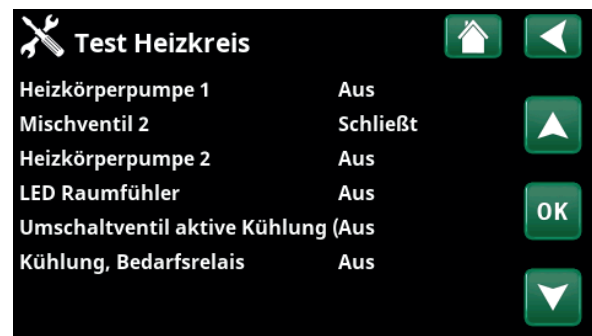 Test Heizkreis
Heizkörperpumpe 1 Aus
Mischventil 2 Schließt
Heizkörperpumpe 2 Aus
LED Raumfühler Aus
Umschaltventil aktive Kühlung (Aus
Kühlung, Bedarfsrelais Aus
OK